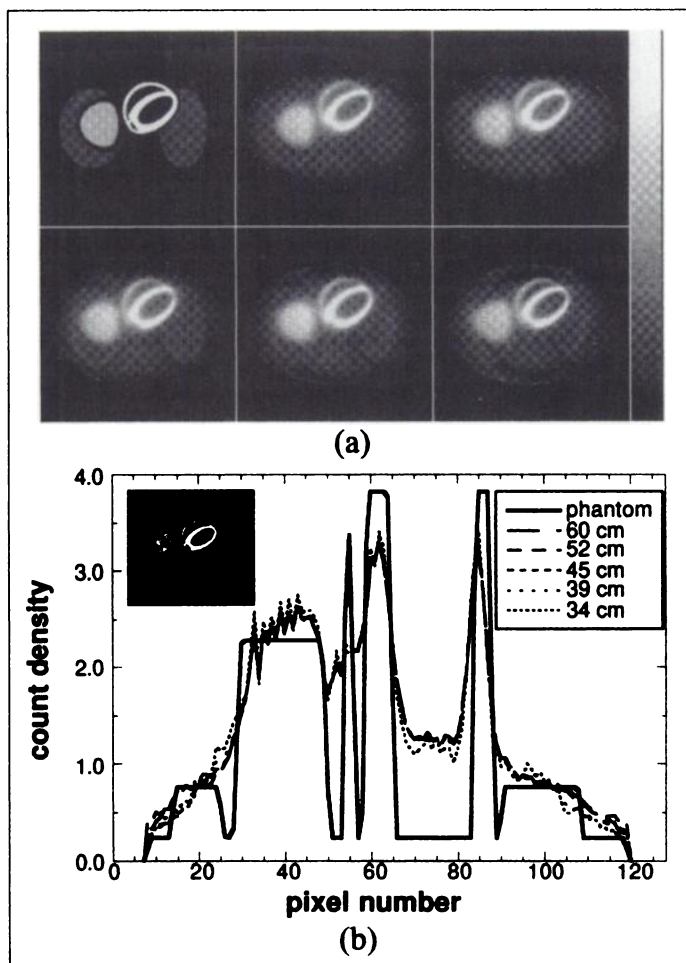 (a)
4.0
3.0
2.0
1.0
0.0
count density
phantom
60 cm
52 cm
45 cm
39 cm
34 cm
0 20 40 60 80 100 120
pixel number
(b)